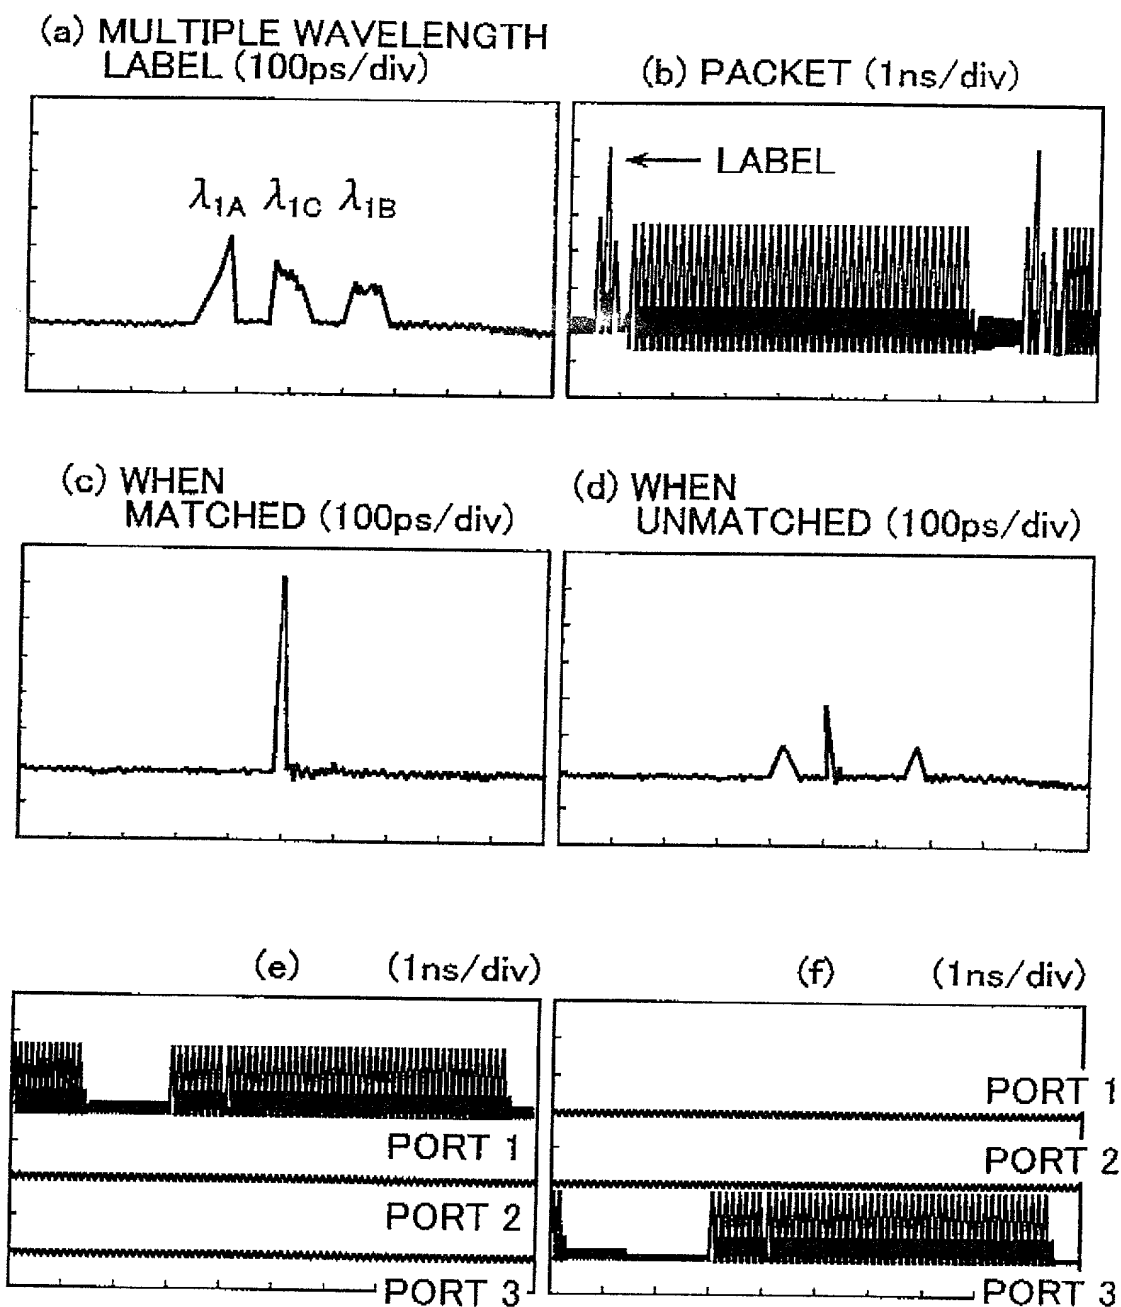 (a) MULTIPLE WAVELENGTH
LABEL (100ps/div)
(b) PACKET (1ns/div)
λ1A λ1C λ1B
LABEL
(c) WHEN
MATCHED (100ps/div)
(d) WHEN
UNMATCHED (100ps/div)
(e) (1ns/div)
PORT 1
PORT 2
PORT 3
(f) (1ns/div)
PORT 1
PORT 2
PORT 3